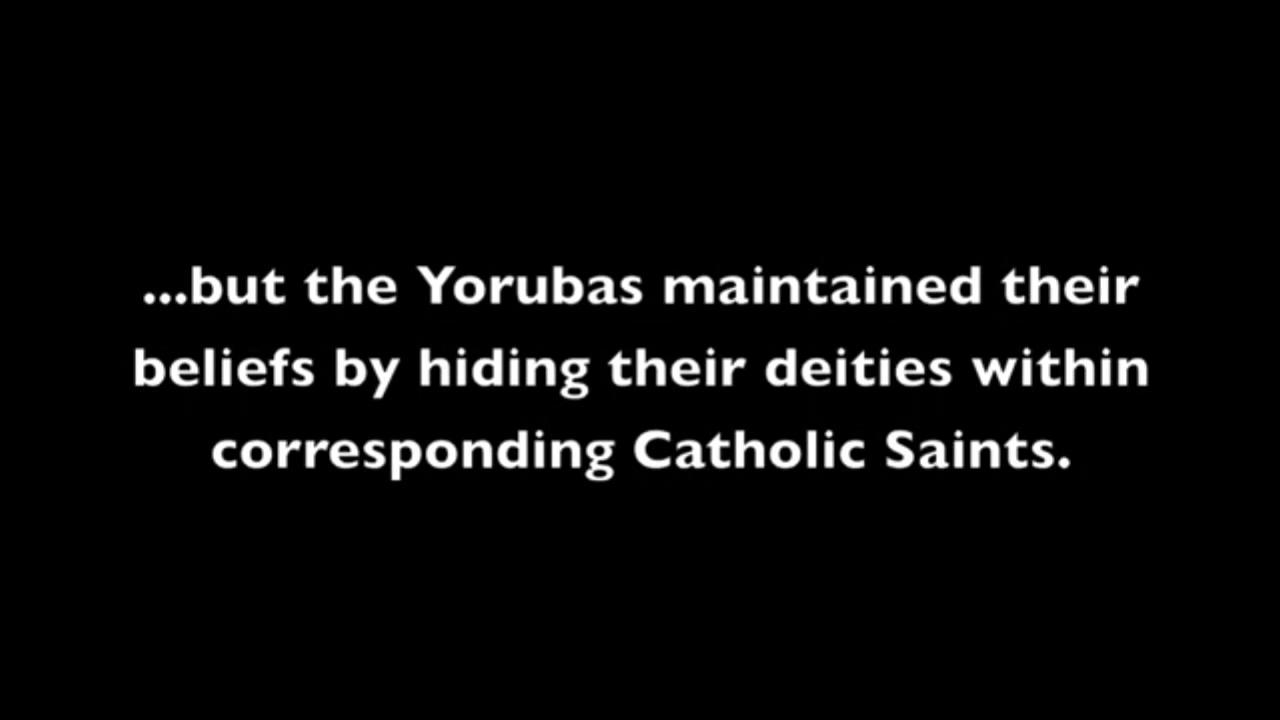 ...but the Yorubas maintained their
beliefs by hiding their deities within
corresponding Catholic Saints.